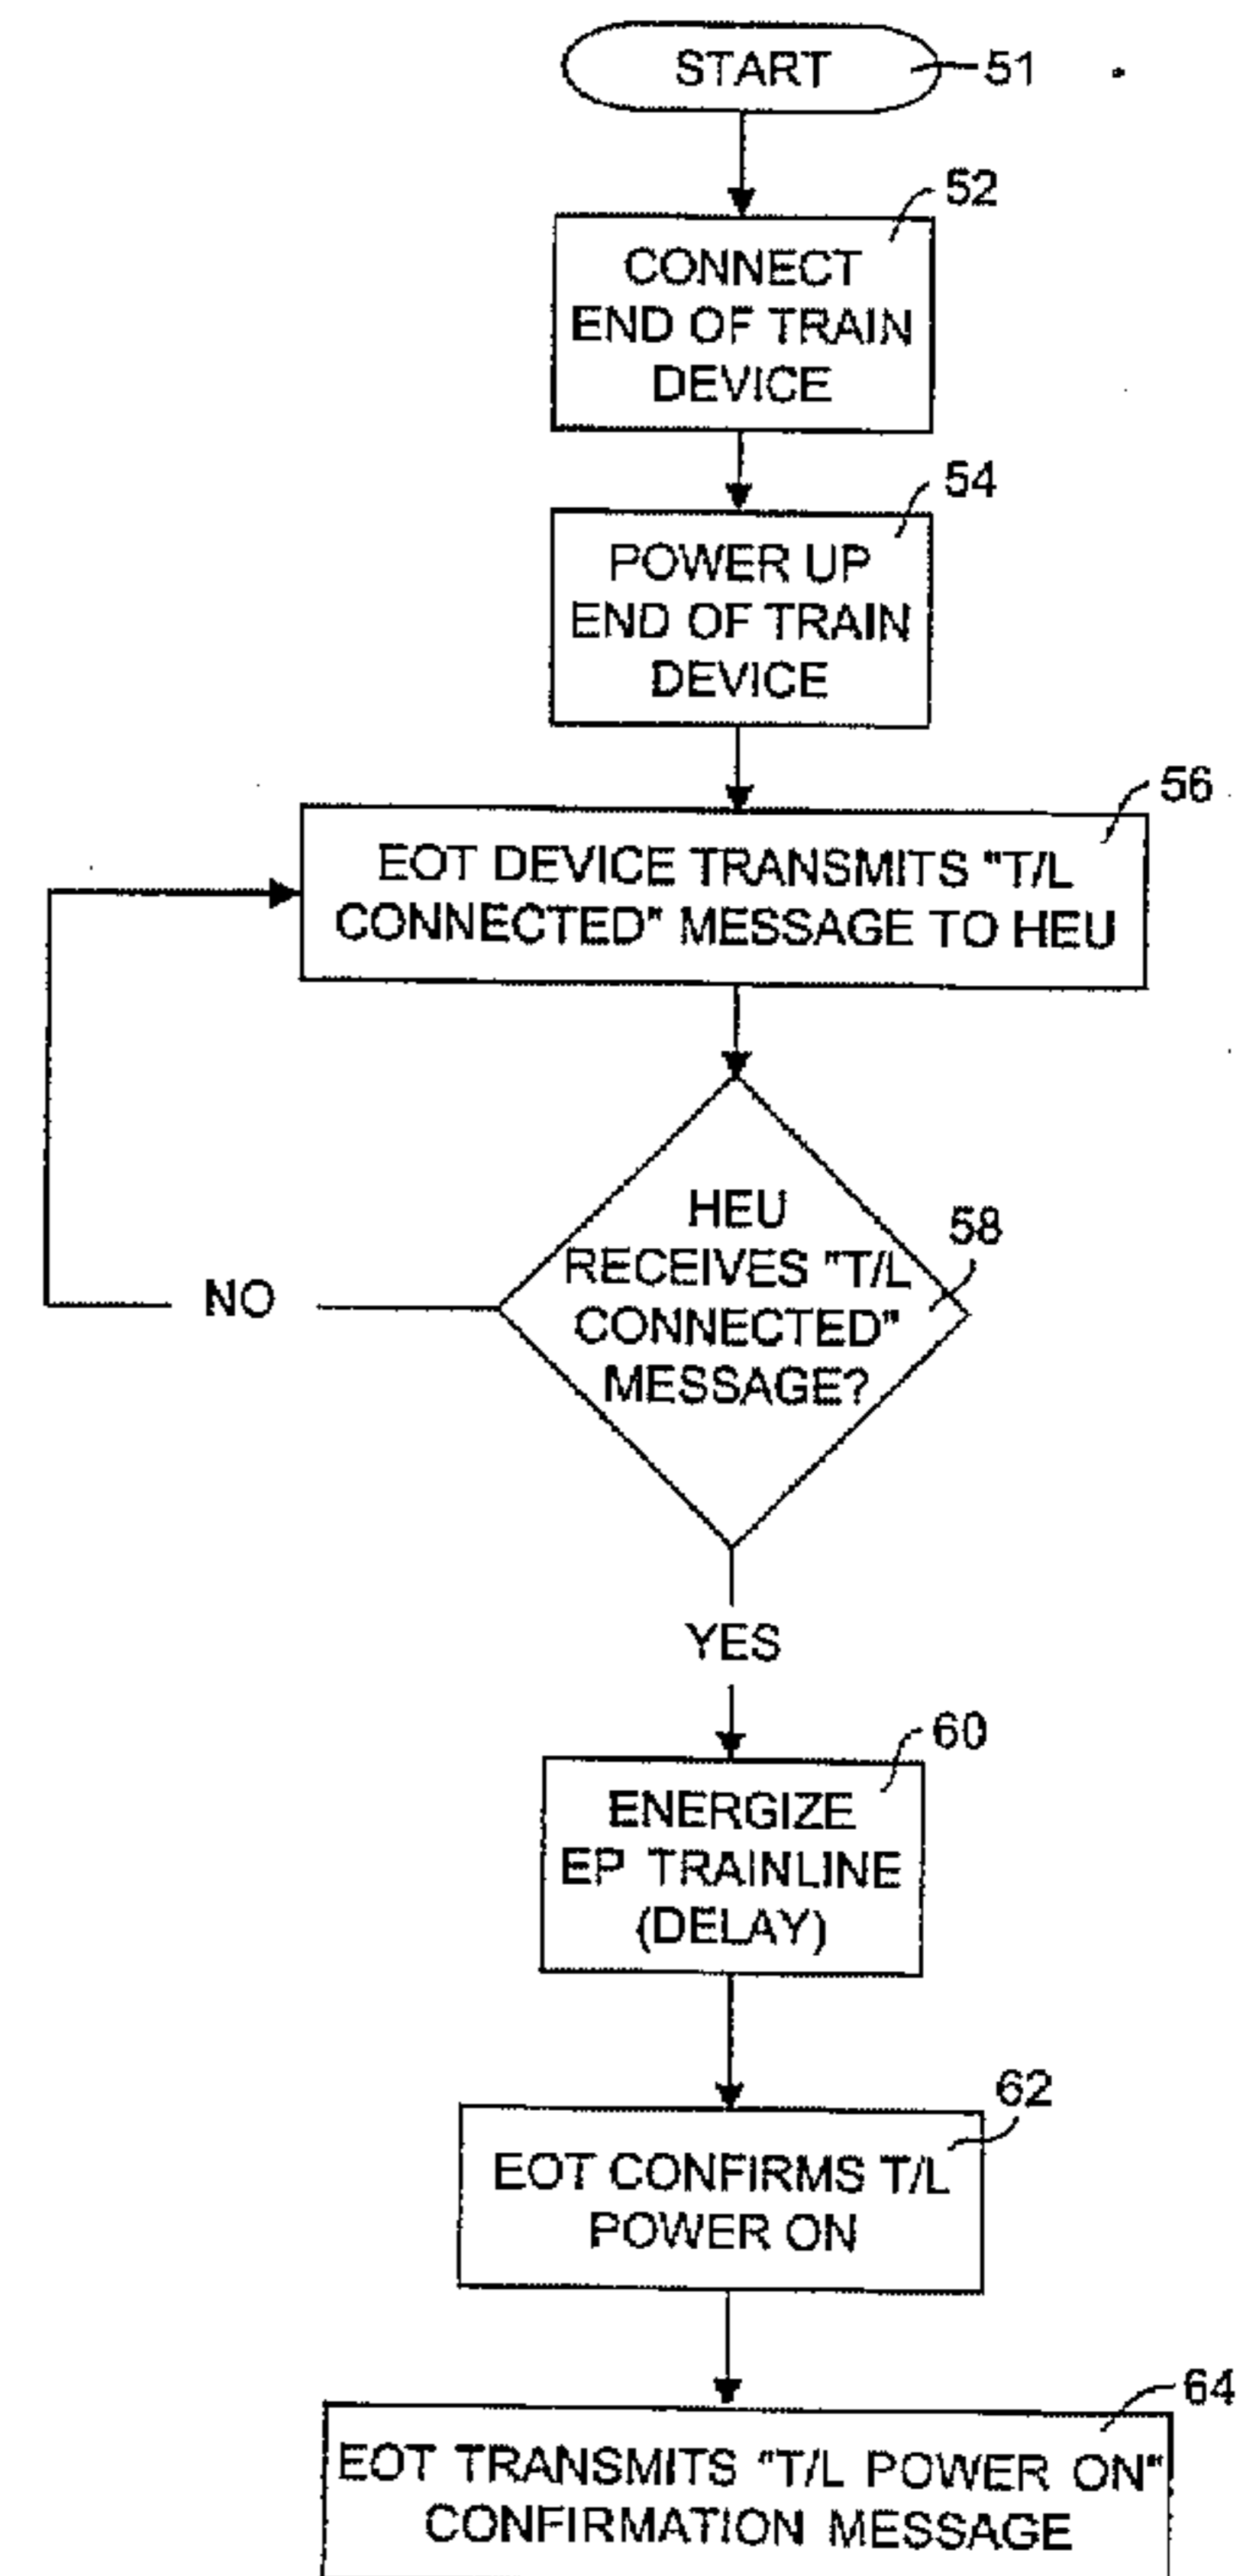 START
51
52
CONNECT
END OF TRAIN
DEVICE
54
POWER UP
END OF TRAIN
DEVICE
56
EOT DEVICE TRANSMITS "T/L
CONNECTED" MESSAGE TO HEU
HEU
RECEIVES "T/L
CONNECTED"
MESSAGE?
58
NO
YES
60
ENERGIZE
EP TRAINLINE
(DELAY)
62
EOT CONFIRMS T/L
POWER ON
64
EOT TRANSMITS "T/L POWER ON"
CONFIRMATION MESSAGE